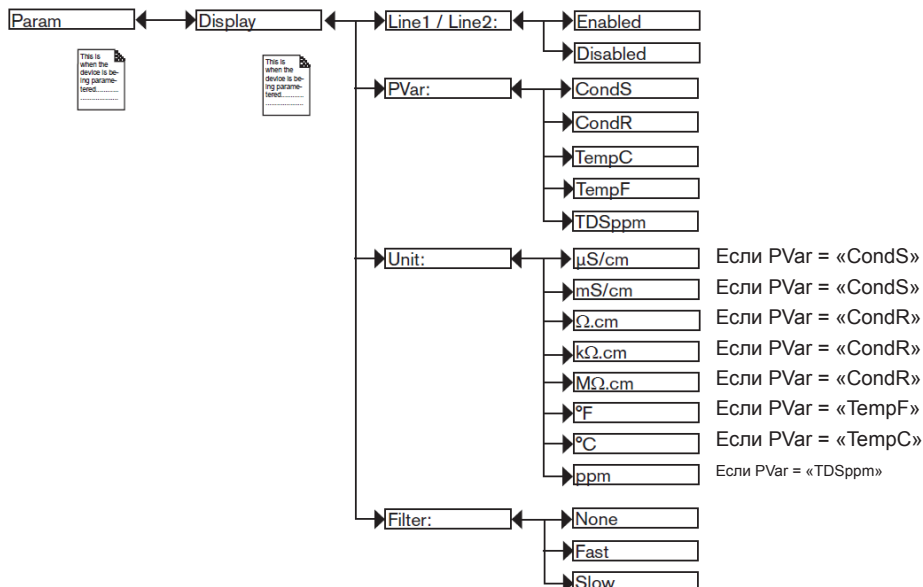 Param
Display
Line1 / Line2:
Enabled
Disabled
This is
when the
device is be-
ing parame-
tered............
....................
This is
when the
device is be-
ing parame-
tered............
....................
PVar:
CondS
CondR
TempC
TempF
TDSppm
Unit:
µS/cm Если PVar = «CondS»
mS/cm Если PVar = «CondS»
Ω.cm Если PVar = «CondR»
kΩ.cm Если PVar = «CondR»
MΩ.cm Если PVar = «CondR»
°F Если PVar = «TempF»
°C Если PVar = «TempC»
ppm Если PVar = «TDSppm»
Filter:
None
Fast
Slow